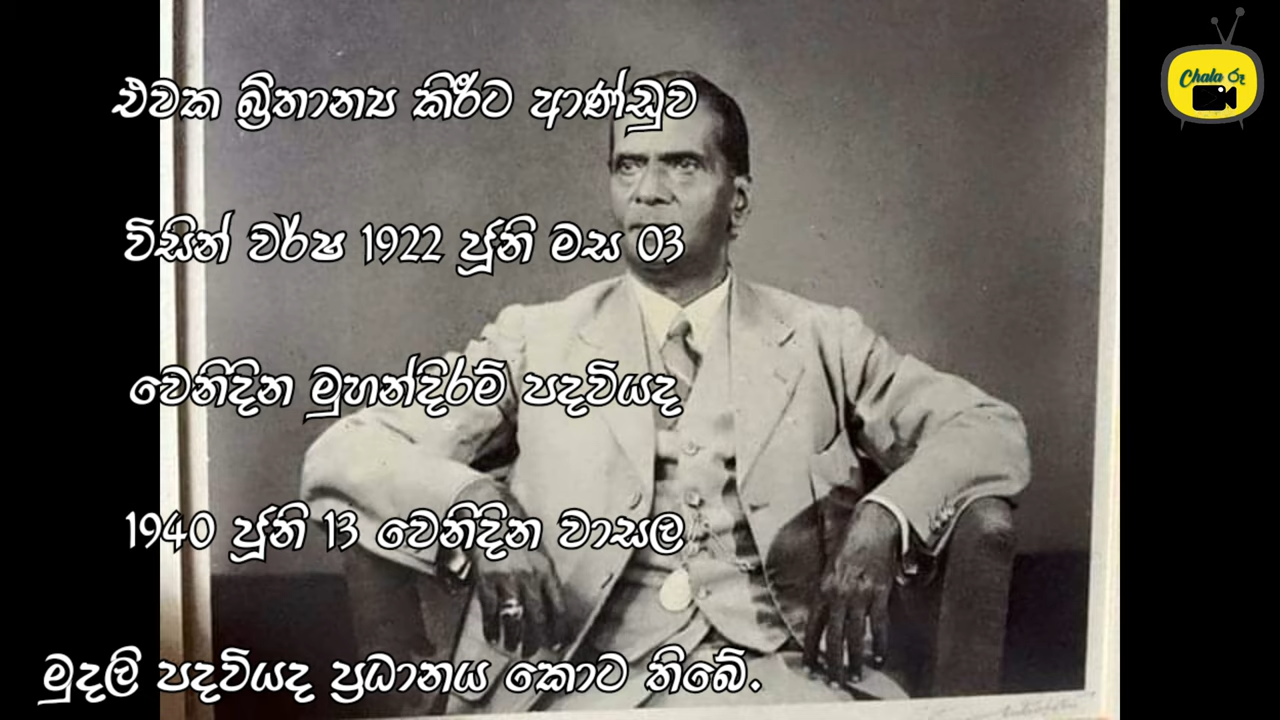 එවක බ්‍රිතාන්‍ය කිරීට ආණ්ඩුව
විසින් වර්ෂ 1922 ජූනි මස 03
වෙනිදින මුහන්දිරම් පදවියද
1940 ජූනි 13 වෙනිදින වාසල
මුදලි පදවියද ප්‍රධානය කොට තිබේ.
Chala රූ